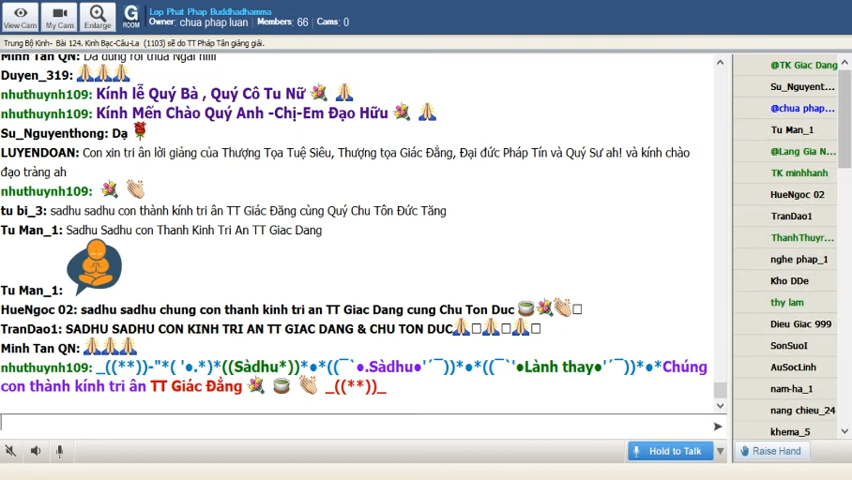 View Cam
My Cam
Enlarge
G
ROOM
Lop Phat Phap Buddhadhamma
Owner: chua phap luan Members: 66 Cams: 0
Trung Bộ Kinh- Bài 124. Kinh Bạc-Câu-La (1103) sẽ do TT Pháp Tân giảng giải.
Duyen_319:
nhuthuynh109: Kính lễ Quý Bà , Quý Cô Tu Nữ 💐 🙏
nhuthuynh109: Kính Mến Chào Quý Anh -Chị-Em Đạo Hữu 💐 🙏
Su_Nguyenthong: Dạ 🌹
LUYENDOAN: Con xin tri ân lời giảng của Thượng Tọa Tuệ Siêu, Thượng tọa Giác Đẳng, Đại đức Pháp Tín và Quý Sư ah! và kính chào
đạo tràng ah
nhuthuynh109: 💐 👏
tu bi_3: sadhu sadhu con thành kính tri ân TT Giác Đăng cùng Quý Chu Tôn Đức Tăng
Tu Man_1: Sadhu Sadhu con Thanh Kinh Tri An TT Giac Dang
Tu Man_1:
HueNgoc 02: sadhu sadhu chung con thanh kinh tri an TT Giac Dang cung Chu Ton Duc 🍵💐👏
TranDao1: SADHU SADHU CON KINH TRI AN TT GIAC DANG & CHU TON DUC🙏🙏🙏
Minh Tan QN: 🙏🙏🙏
nhuthuynh109: _((**))-"*( '●.*)*((Sàdhu*))*●*((¯`●.Sàdhu●'´¯))*●*((¯`'●Lành thay●'´¯))*●*Chúng
con thành kính tri ân TT Giác Đẳng 💐 🍵 👏 _((**))_
Hold to Talk
@TK Giac Dang
Su_Nguyent...
@chua phap...
Tu Man_1
@Lang Gia N...
TK minhhanh
HueNgoc 02
TranDao1
ThanhThuyr...
nghe phap_1
Kho DDe
thy lam
Dieu Giac 999
SonSuoI
AuSocLinh
nam-ha_1
nang chieu_24
khema_5
Raise Hand